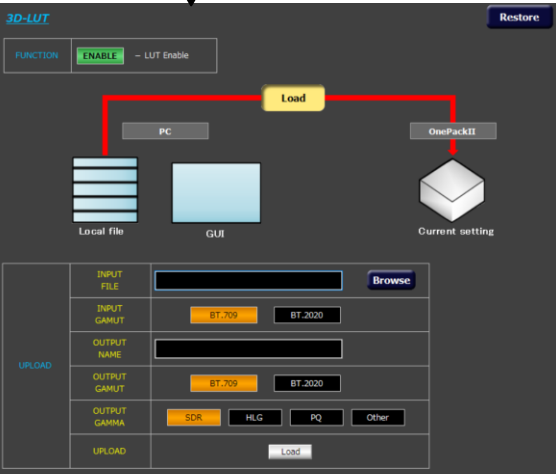 3D-LUT
Restore
FUNCTION
ENABLE
– LUT Enable
Load
PC
OnePackII
Local file
GUI
Current setting
UPLOAD
INPUT
FILE
Browse
INPUT
GAMUT
BT.709
BT.2020
OUTPUT
NAME
OUTPUT
GAMUT
BT.709
BT.2020
OUTPUT
GAMMA
SDR
HLG
PQ
Other
UPLOAD
Load